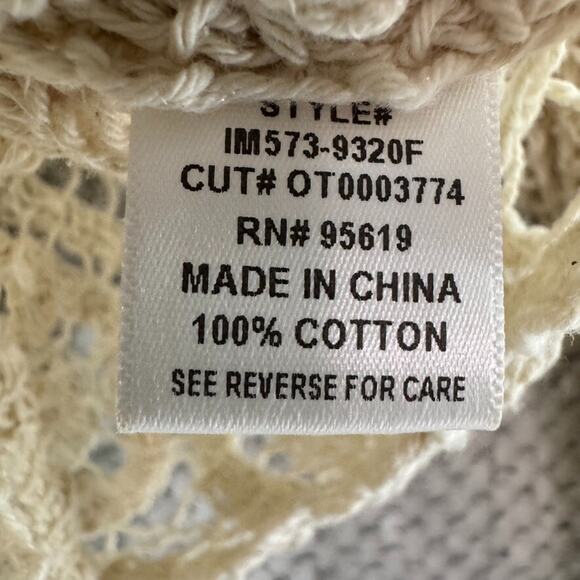 STYLE#
IM573-9320F
CUT# OT0003774
RN# 95619
MADE IN CHINA
100% COTTON
SEE REVERSE FOR CARE